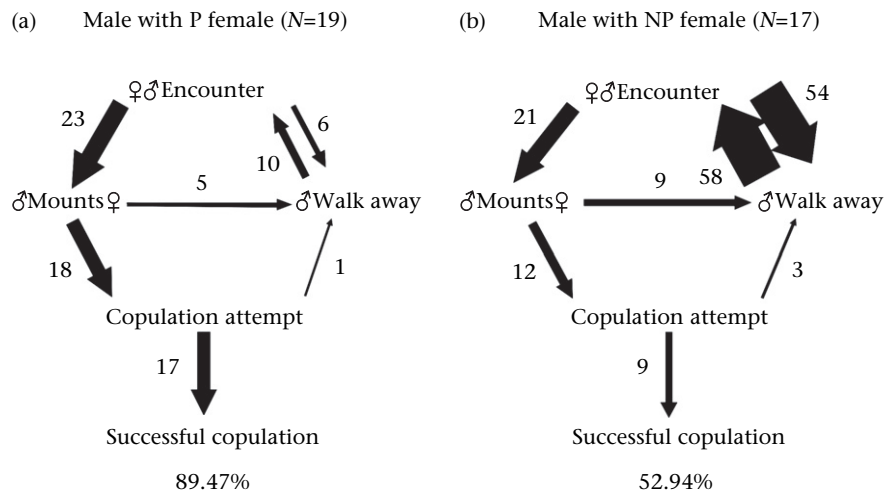 (a) Male with P female (N=19)
♀♂Encounter
23
6
10
5
♂Mounts♀
♂Walk away
18
1
Copulation attempt
17
Successful copulation
89.47%
(b) Male with NP female (N=17)
♀♂Encounter
54
21
58
9
♂Mounts♀
♂Walk away
12
3
Copulation attempt
9
Successful copulation
52.94%